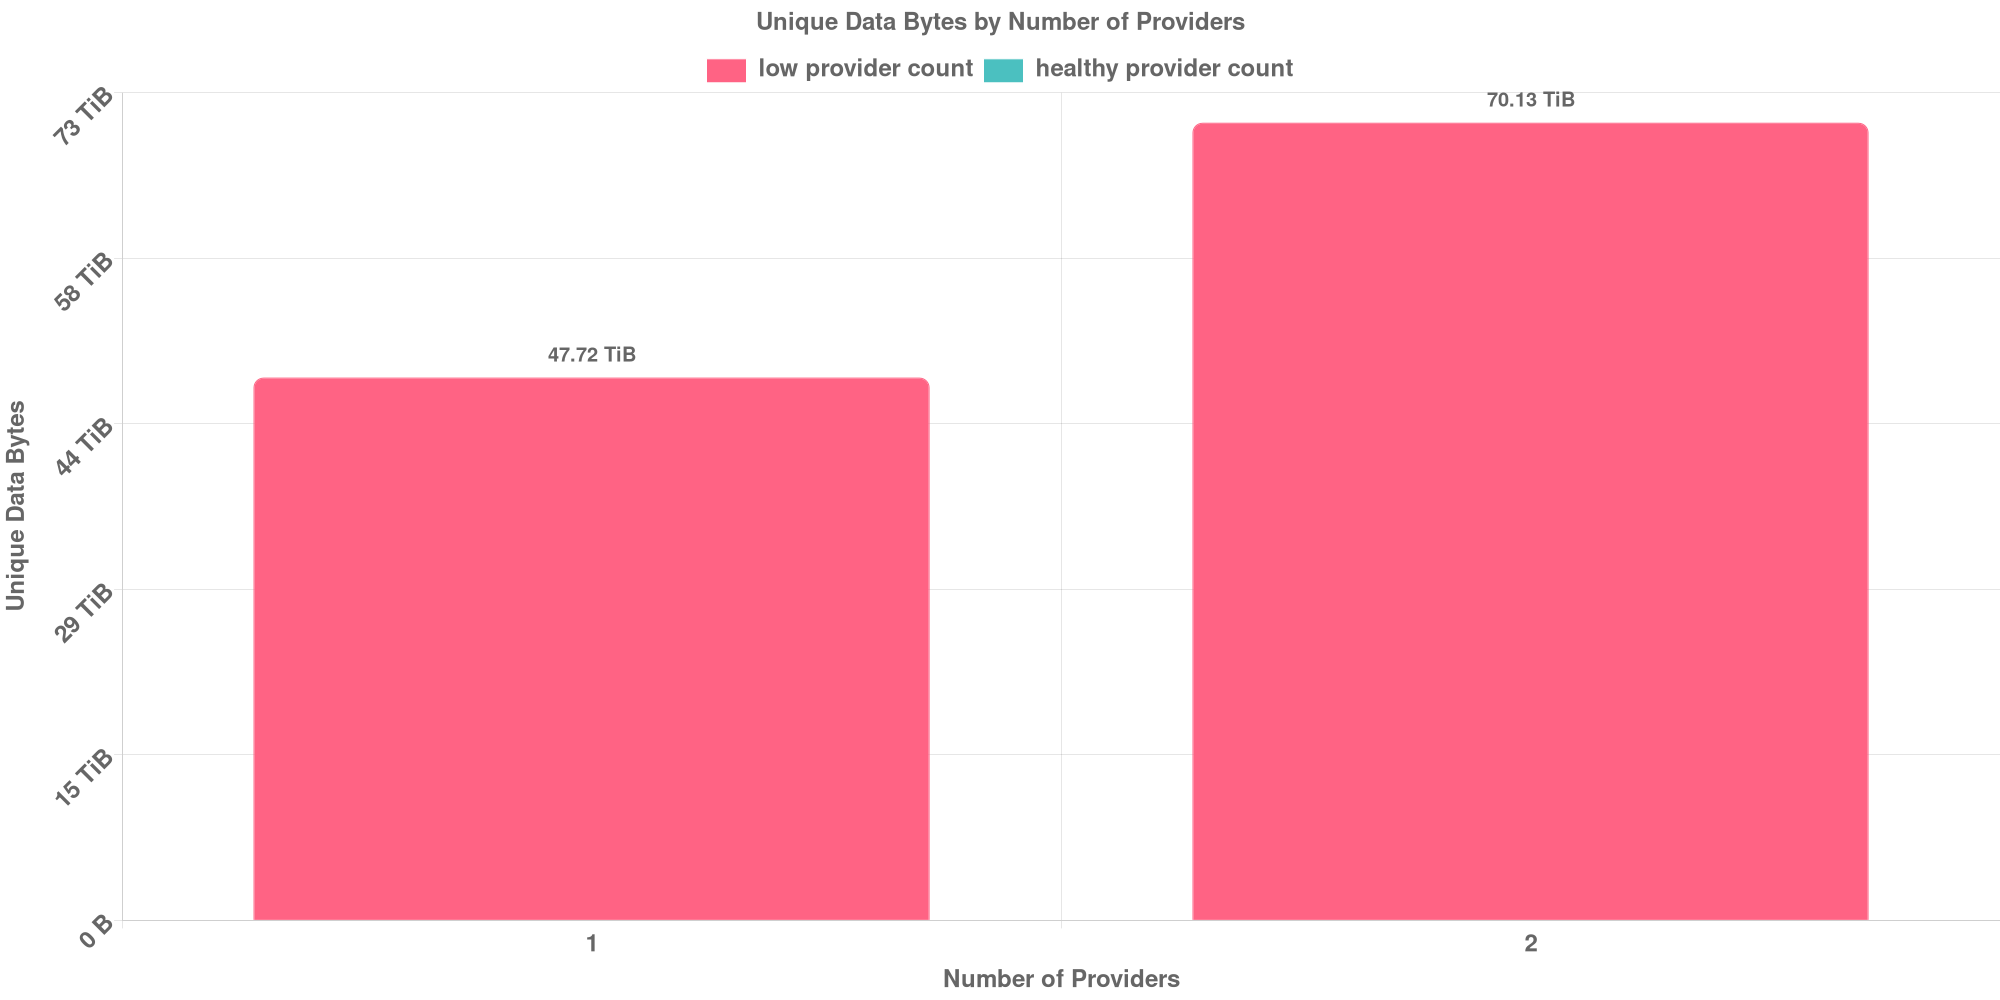 Unique Data Bytes by Number of Providers
low provider count healthy provider count
73 TiB
58 TiB
44 TiB
29 TiB
15 TiB
0 B
Unique Data Bytes
47.72 TiB
70.13 TiB
1 2
Number of Providers